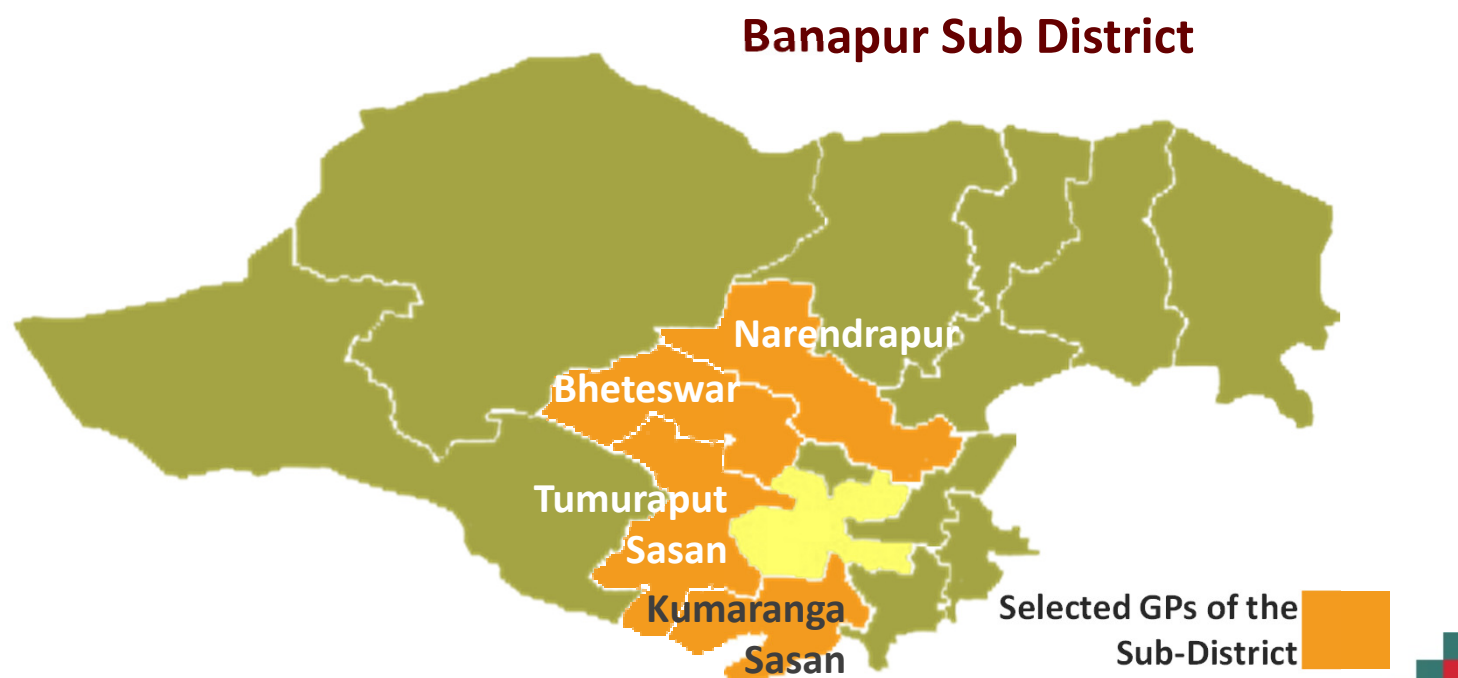 Banapur Sub District
Narendrapur
Bheteswar
Tumuraput
Sasan
Kumaranga
Sasan
Selected GPs of the
Sub-District